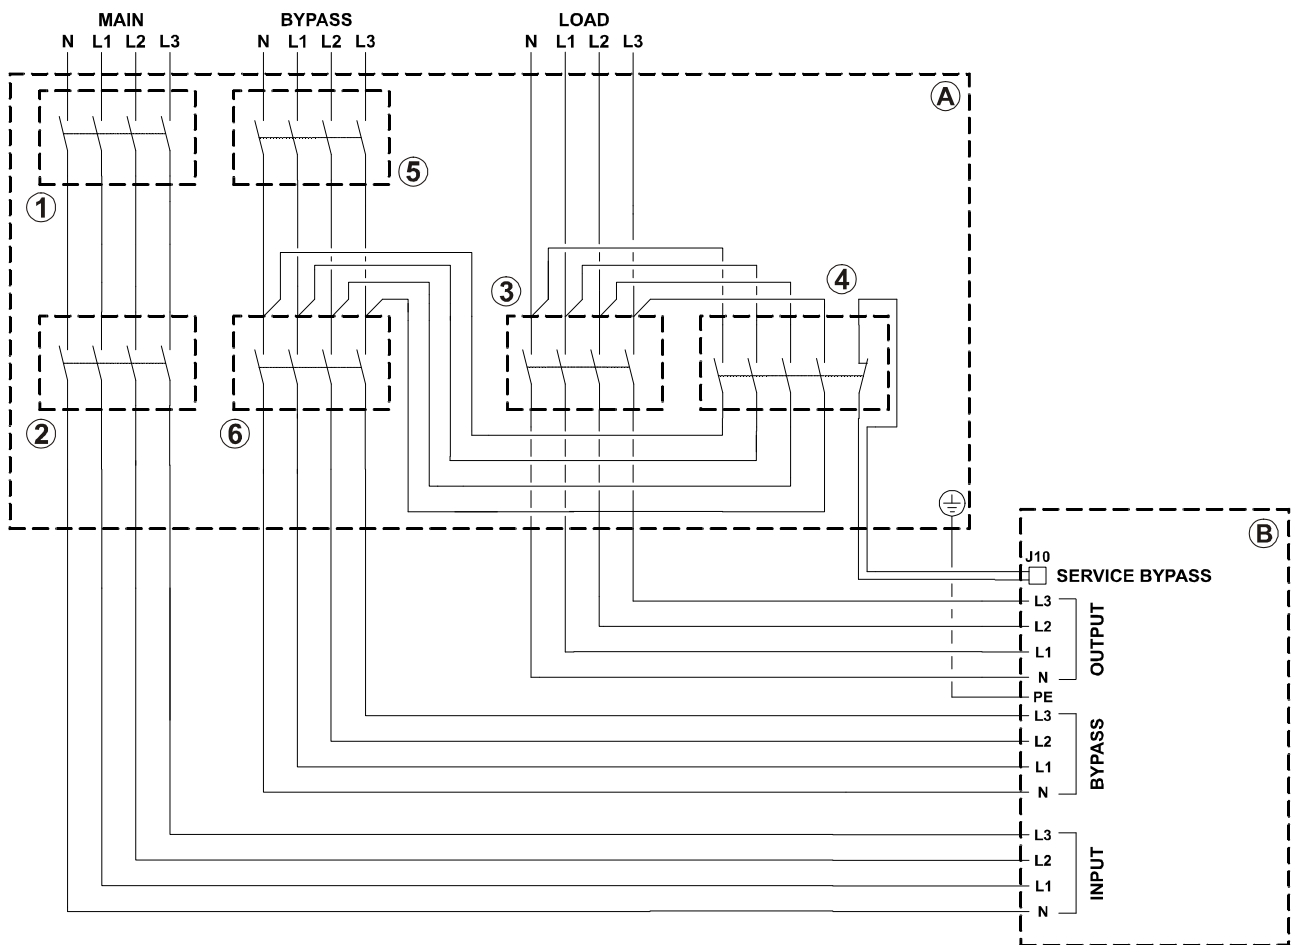 MAIN BYPASS LOAD
N L1 L2 L3 N L1 L2 L3 N L1 L2 L3
A
5
1
4
3
2
6
B
J10
SERVICE BYPASS
L3
L2
L1
N
OUTPUT
PE
L3
L2
L1
N
BYPASS
L3
L2
L1
N
INPUT